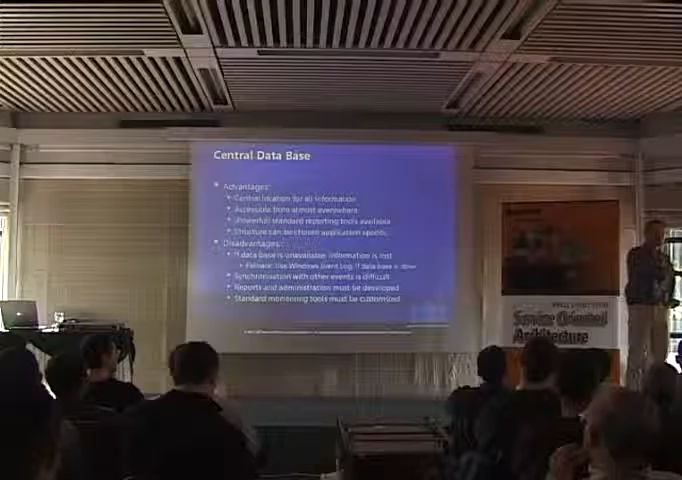 Central Data Base
Advantages:
Central location for all information
Accessible from almost everywhere
(Powerful) standard reporting tools available
Structure can be chosen application specific
Disadvantages:
If data base is unavailable information is lost
Fallback: Use Windows Event Log, if data base is down
Synchronisation with other events is difficult
Reports and administration must be developed
Standard monitoring tools must be customized
Service Oriented
Architecture